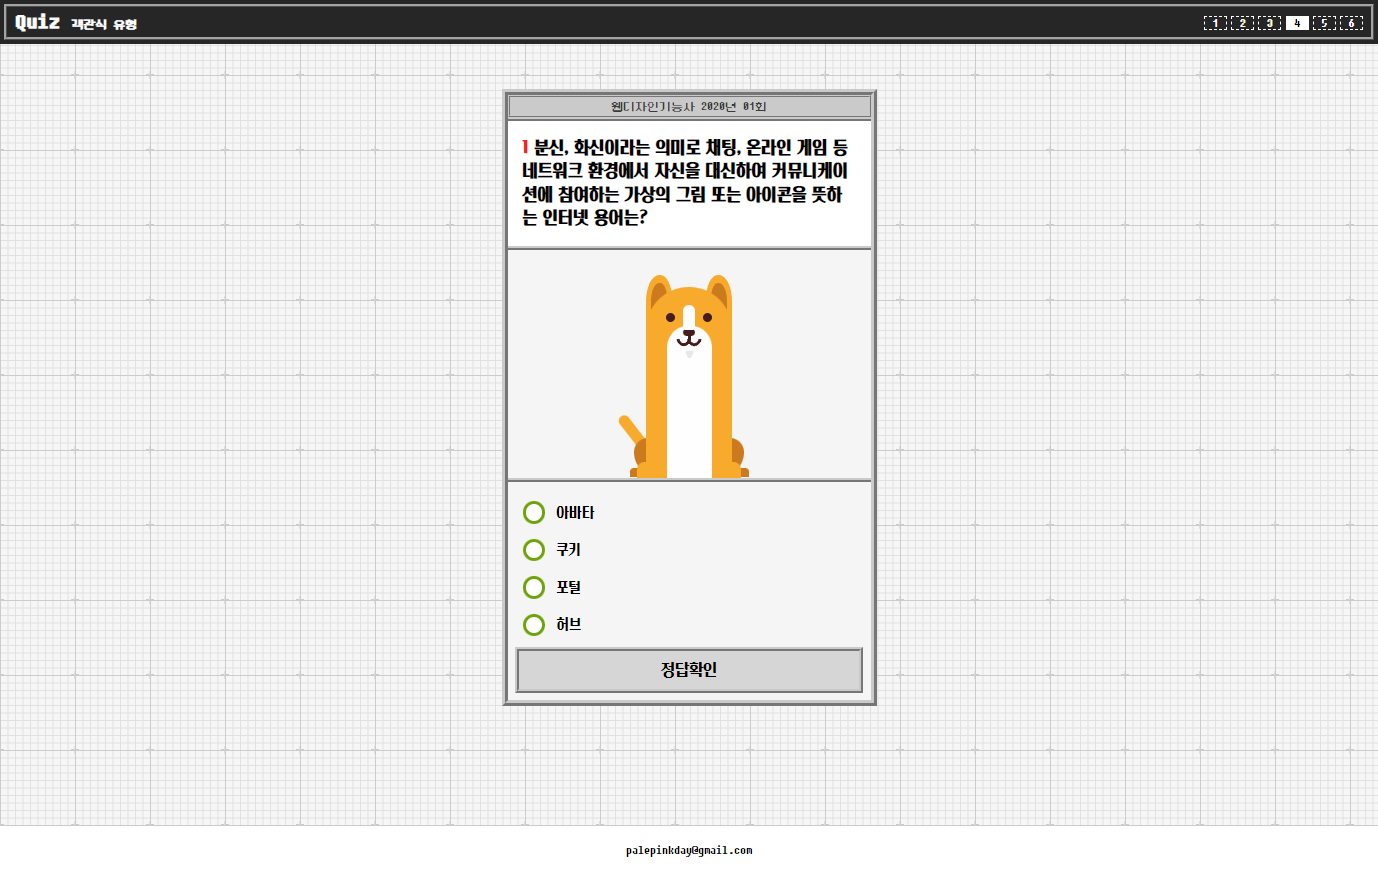 Quiz 객관식 유형
1 2 3 4 5 6
웹디자인기능사 2020년 01회
1 분신, 화신이라는 의미로 채팅, 온라인 게임 등
네트워크 환경에서 자신을 대신하여 커뮤니케이
션에 참여하는 가상의 그림 또는 아이콘을 뜻하
는 인터넷 용어는?
아바타
쿠키
포털
허브
정답확인
palepinkday@gmail.com